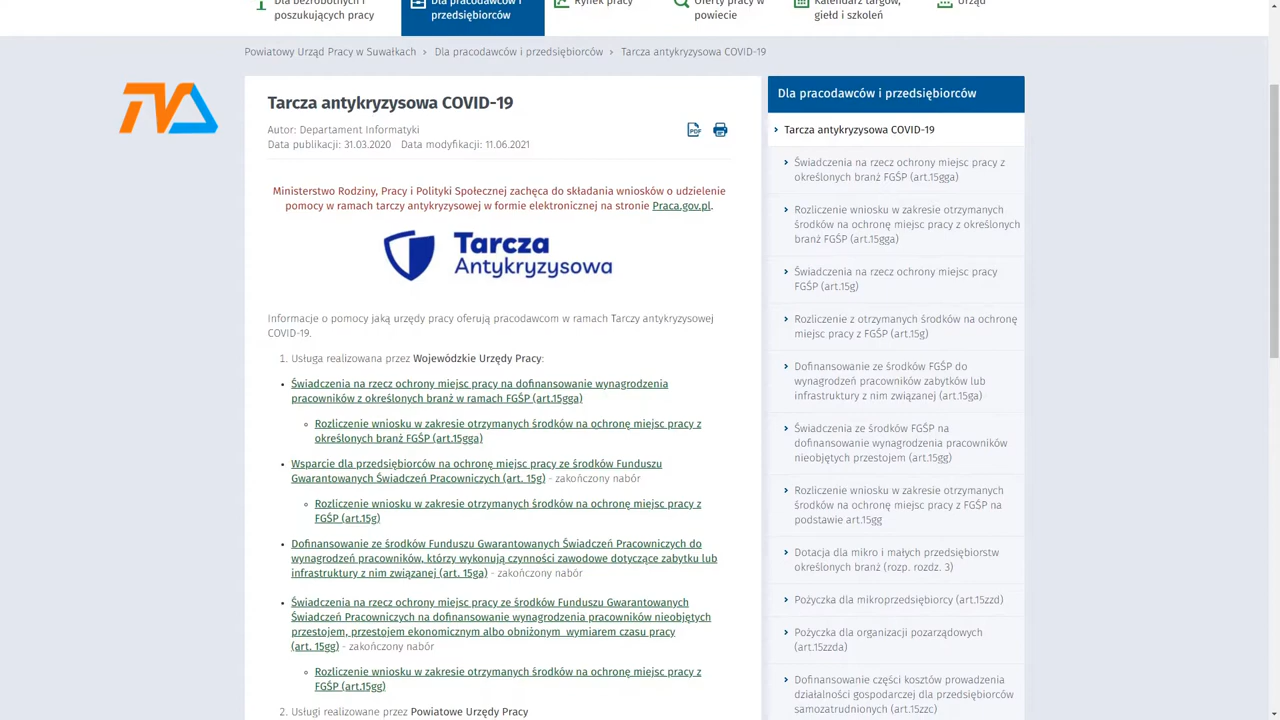 Dla bezrobotnych i
poszukujących pracy
Dla pracodawców i
przedsiębiorców
Rynek pracy
Oferty pracy w
powiecie
Kalendarz targów,
giełd i szkoleń
Urząd
Powiatowy Urząd Pracy w Suwałkach > Dla pracodawców i przedsiębiorców > Tarcza antykryzysowa COVID-19
Tarcza antykryzysowa COVID-19
Autor: Departament Informatyki
Data publikacji: 31.03.2020 Data modyfikacji: 11.06.2021
PDF
Ministerstwo Rodziny, Pracy i Polityki Społecznej zachęca do składania wniosków o udzielenie
pomocy w ramach tarczy antykryzysowej w formie elektronicznej na stronie Praca.gov.pl.
Tarcza
Antykryzysowa
Informacje o pomocy jaką urzędy pracy oferują pracodawcom w ramach Tarczy antykryzysowej
COVID-19.
1. Usługa realizowana przez Wojewódzkie Urzędy Pracy:
• Świadczenia na rzecz ochrony miejsc pracy na dofinansowanie wynagrodzenia
pracowników z określonych branż w ramach FGŚP (art.15gga)
◦ Rozliczenie wniosku w zakresie otrzymanych środków na ochronę miejsc pracy z
określonych branż FGŚP (art.15gga)
• Wsparcie dla przedsiębiorców na ochronę miejsc pracy ze środków Funduszu
Gwarantowanych Świadczeń Pracowniczych (art. 15g) - zakończony nabór
◦ Rozliczenie wniosku w zakresie otrzymanych środków na ochronę miejsc pracy z
FGŚP (art.15g)
• Dofinansowanie ze środków Funduszu Gwarantowanych Świadczeń Pracowniczych do
wynagrodzeń pracowników, którzy wykonują czynności zawodowe dotyczące zabytku lub
infrastruktury z nim związanej (art. 15ga) - zakończony nabór
• Świadczenia na rzecz ochrony miejsc pracy ze środków Funduszu Gwarantowanych
Świadczeń Pracowniczych na dofinansowanie wynagrodzenia pracowników nieobjętych
przestojem, przestojem ekonomicznym albo obniżonym wymiarem czasu pracy
(art. 15gg) - zakończony nabór
◦ Rozliczenie wniosku w zakresie otrzymanych środków na ochronę miejsc pracy z
FGŚP (art.15gg)
2. Usługi realizowane przez Powiatowe Urzędy Pracy
Dla pracodawców i przedsiębiorców
Tarcza antykryzysowa COVID-19
Świadczenia na rzecz ochrony miejsc pracy z
określonych branż FGŚP (art.15gga)
Rozliczenie wniosku w zakresie otrzymanych
środków na ochronę miejsc pracy z określonych
branż FGŚP (art.15gga)
Świadczenia na rzecz ochrony miejsc pracy
FGŚP (art.15g)
Rozliczenie z otrzymanych środków na ochronę
miejsc pracy z FGŚP (art.15g)
Dofinansowanie ze środków FGŚP do
wynagrodzeń pracowników zabytków lub
infrastruktury z nim związanej (art.15ga)
Świadczenia ze środków FGŚP na
dofinansowanie wynagrodzenia pracowników
nieobjętych przestojem (art.15gg)
Rozliczenie wniosku w zakresie otrzymanych
środków na ochronę miejsc pracy z FGŚP na
podstawie art.15gg
Dotacja dla mikro i małych przedsiębiorstw
określonych branż (rozp. rozdz. 3)
Pożyczka dla mikroprzedsiębiorcy (art.15zzd)
Pożyczka dla organizacji pozarządowych
(art.15zzda)
Dofinansowanie części kosztów prowadzenia
działalności gospodarczej dla przedsiębiorców
samozatrudnionych (art.15zzc)